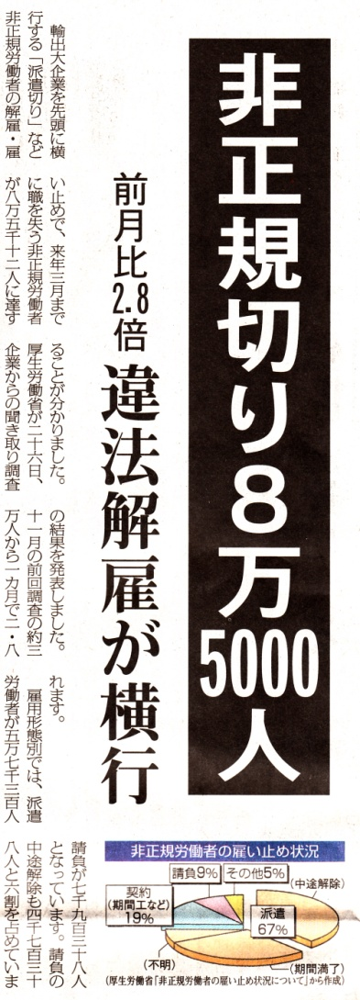 非正規切り8万5000人
前月比2.8倍
違法解雇が横行
輸出大企業を先頭に横
行する「派遣切り」など
非正規労働者の解雇・雇
い止めで、来年三月まで
に職を失う非正規労働者
が八万五千十二人に達す
ることが分かりました。
厚生労働省が二十六日、
企業からの聞き取り調査
の結果を発表しました。
十一月の前回調査の約三
万人から一カ月で二・八
れます。
雇用形態別では、派遣
労働者が五万七千三百人
請負が七千九百三十八人
となっています。請負の
中途解除も四千七百三十
八人と六割を占めていま
非正規労働者の雇い止め状況
請負9%
その他5%
(中途解除)
契約
(期間工など)
19%
派遣
67%
(不明)
(期間満了)
(厚生労働省「非正規労働者の雇い止め状況について」から作成)